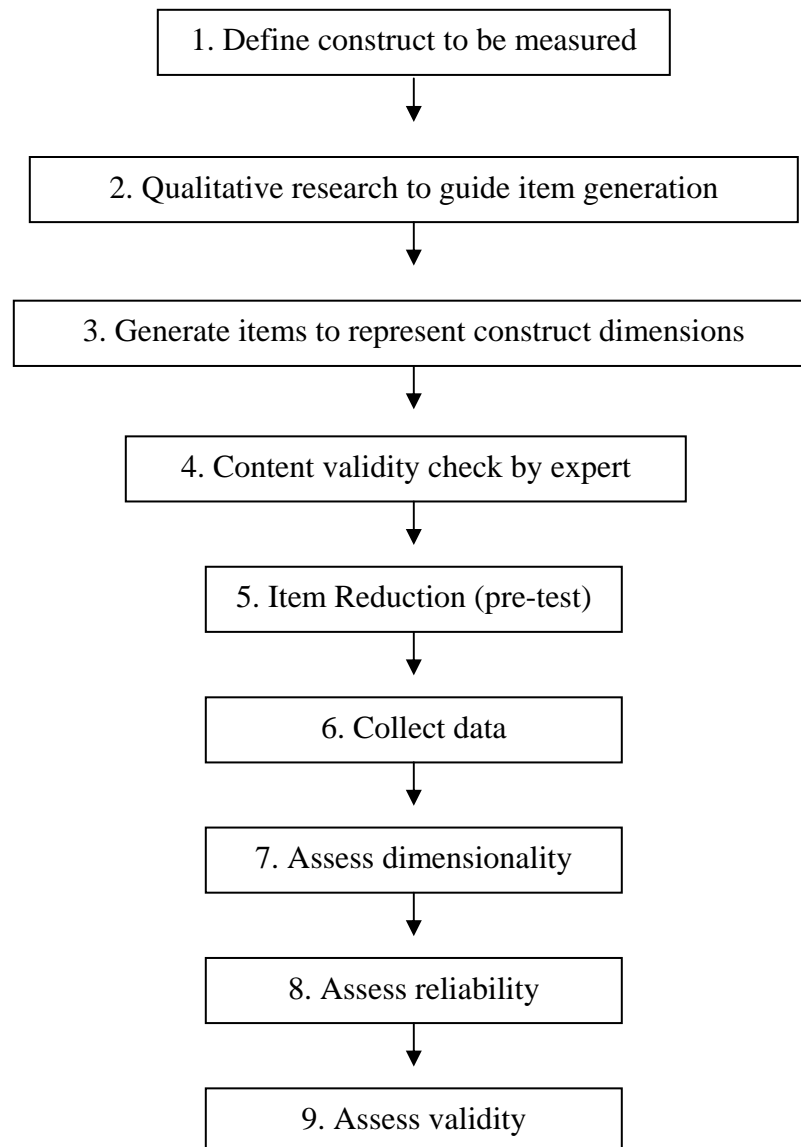 1. Define construct to be measured
2. Qualitative research to guide item generation
3. Generate items to represent construct dimensions
4. Content validity check by expert
5. Item Reduction (pre-test)
6. Collect data
7. Assess dimensionality
8. Assess reliability
9. Assess validity